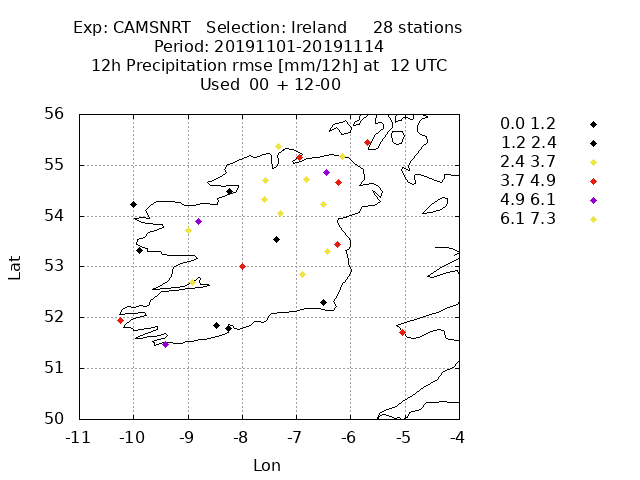 Exp: CAMSNRT Selection: Ireland 28 stations
Period: 20191101-20191114
12h Precipitation rmse [mm/12h] at 12 UTC
Used 00 + 12-00
56
55
54
53
52
51
50
Lat
-11 -10 -9 -8 -7 -6 -5 -4
Lon
0.0 1.2
1.2 2.4
2.4 3.7
3.7 4.9
4.9 6.1
6.1 7.3